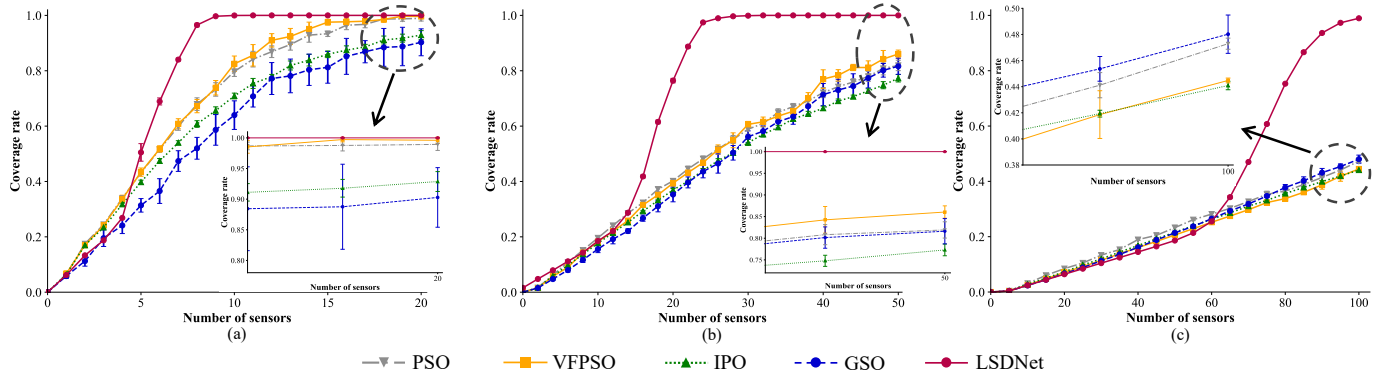 1.0
0.8
0.6
0.4
0.2
0.0
Coverage rate
0
5
10
15
20
Number of sensors
(a)
1.00
0.95
0.90
0.85
0.80
Coverage rate
20
Number of sensors
1.0
0.8
0.6
0.4
0.2
0.0
Coverage rate
0
10
20
30
40
50
Number of sensors
(b)
1.00
0.90
0.85
0.80
0.75
Coverage rate
50
Number of sensors
1.0
0.8
0.6
0.4
0.2
0.0
Coverage rate
0
20
40
60
80
100
Number of sensors
(c)
0.50
0.48
0.46
0.44
0.42
0.40
0.38
Coverage rate
100
Number of sensors
PSO
VFPSO
IPO
GSO
LSDNet